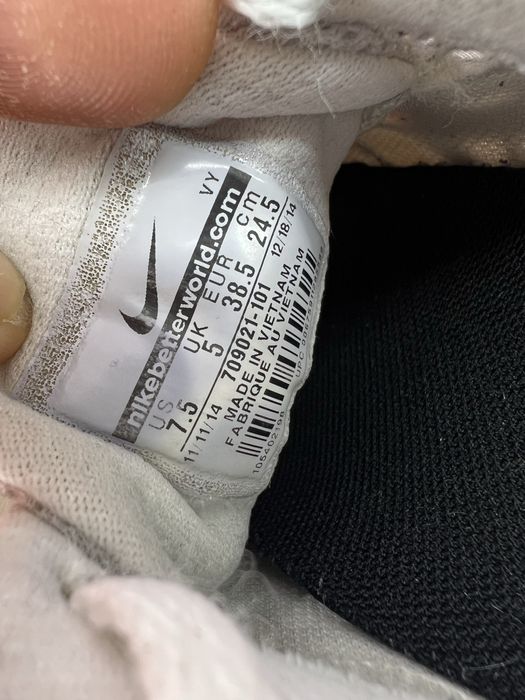 VY
nikebetterworld.com
US UK EUR cm
7.5 5 38.5 24.5
11/11/14 709021-101 12/18/14
MADE IN VIETNAM
FABRIQUE AU VIETNAM
UPC